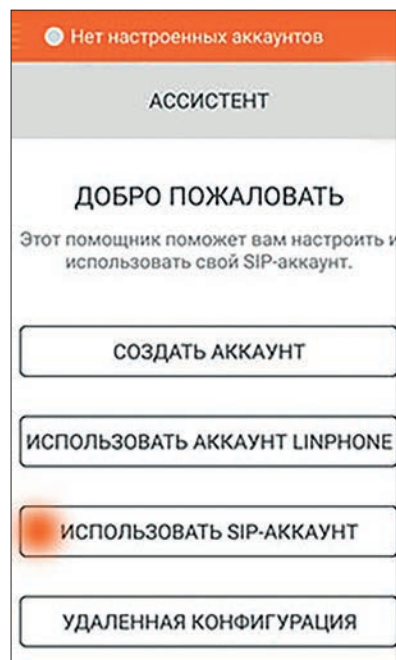 Нет настроенных аккаунтов
АССИСТЕНТ
ДОБРО ПОЖАЛОВАТЬ
Этот помощник поможет вам настроить и
использовать свой SIP-аккаунт.
СОЗДАТЬ АККАУНТ
ИСПОЛЬЗОВАТЬ АККАУНТ LINPHONE
ИСПОЛЬЗОВАТЬ SIP-АККАУНТ
УДАЛЕННАЯ КОНФИГУРАЦИЯ